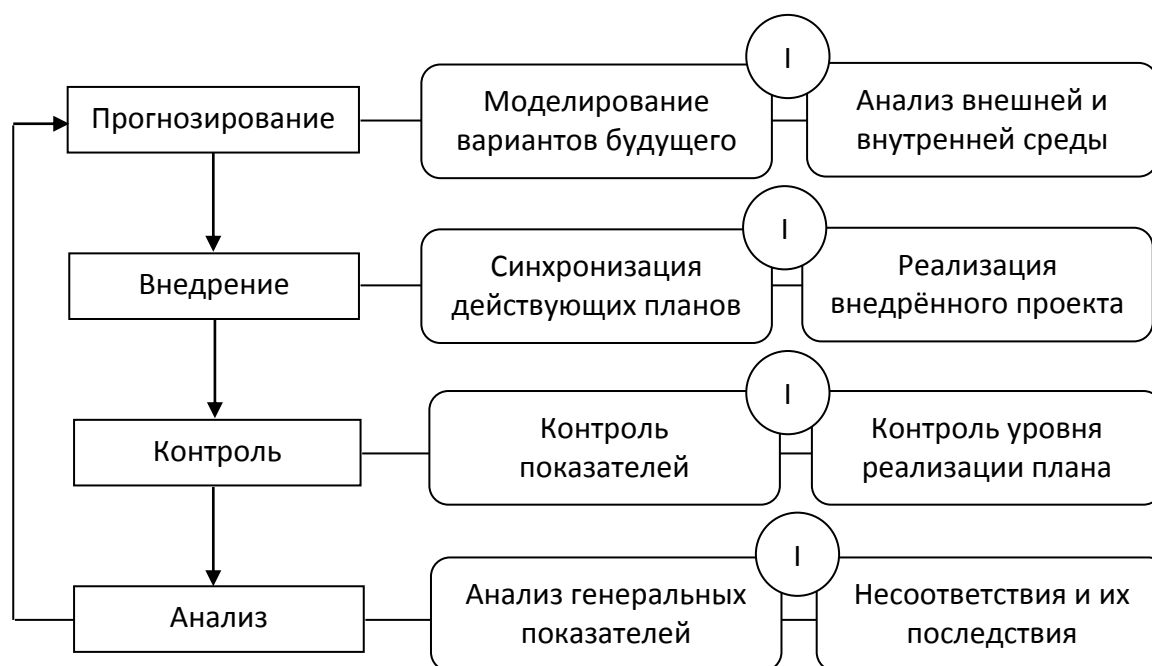 I
Прогнозирование
Моделирование
вариантов будущего
Анализ внешней и
внутренней среды
I
Внедрение
Синхронизация
действующих планов
Реализация
внедрённого проекта
I
Контроль
Контроль
показателей
Контроль уровня
реализации плана
I
Анализ
Анализ генеральных
показателей
Несоответствия и их
последствия